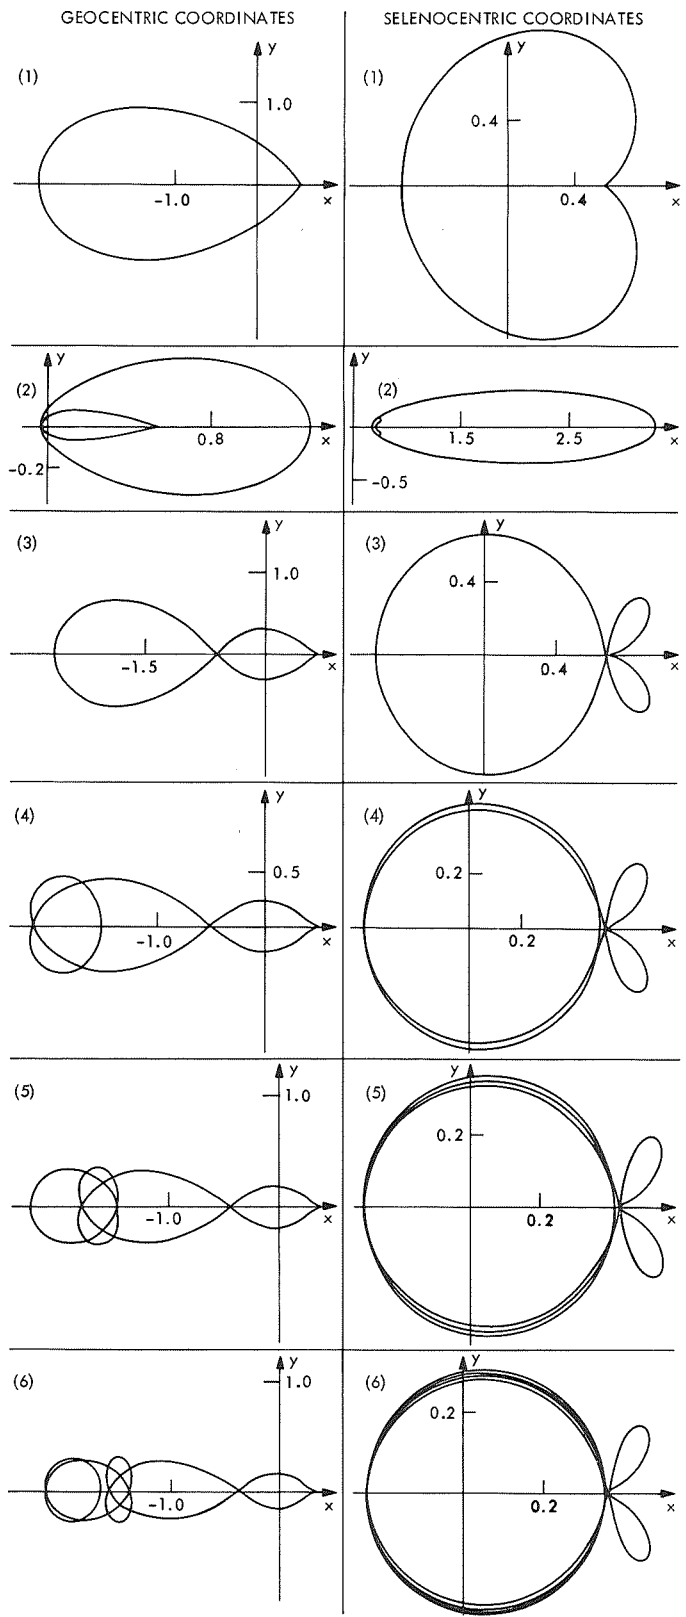 GEOCENTRIC COORDINATES
SELENOCENTRIC COORDINATES
(1)
y
1.0
-1.0
x
(1)
y
0.4
0.4
x
(2)
y
0.8
x
-0.2
(2)
y
1.5
2.5
x
-0.5
(3)
y
1.0
-1.5
x
(3)
y
0.4
0.4
x
(4)
y
0.5
-1.0
x
(4)
y
0.2
0.2
x
(5)
y
1.0
-1.0
x
(5)
y
0.2
0.2
x
(6)
y
1.0
-1.0
x
(6)
y
0.2
0.2
x